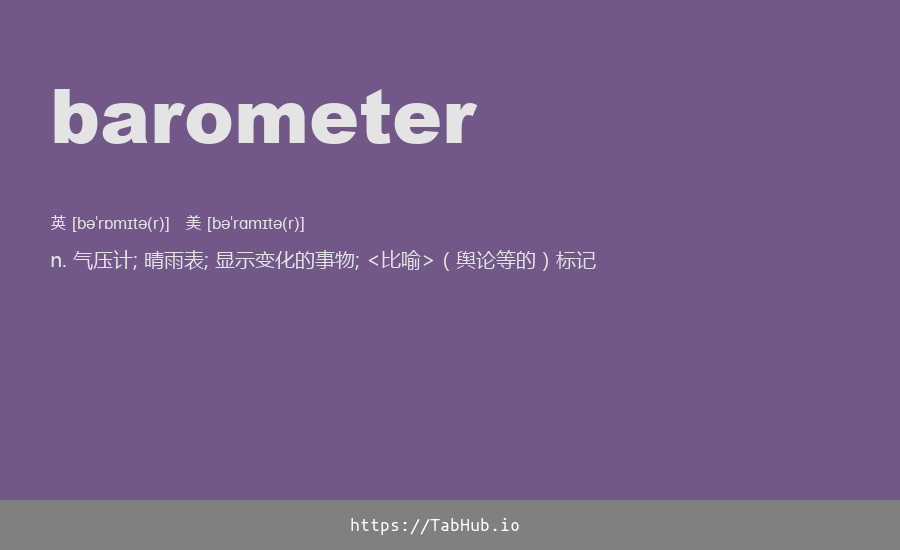 barometer
英 [bəˈrɒmɪtə(r)] 美 [bəˈrɑmɪtə(r)]
n. 气压计; 晴雨表; 显示变化的事物; <比喻>（舆论等的）标记
https://TabHub.io